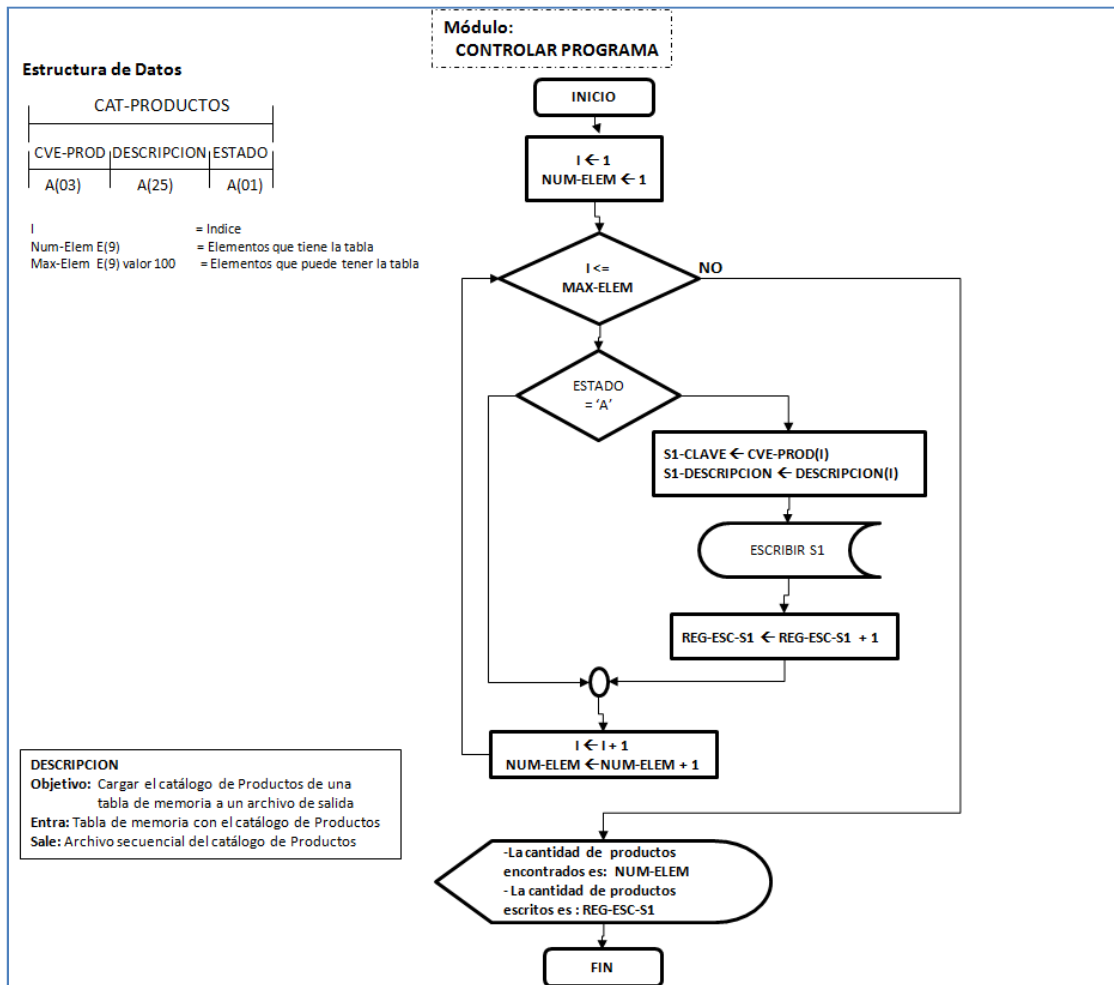 Módulo:
CONTROLAR PROGRAMA
Estructura de Datos
CAT-PRODUCTOS
CVE-PROD DESCRIPCION ESTADO
A(03) A(25) A(01)
I = Indice
Num-Elem E(9) = Elementos que tiene la tabla
Max-Elem E(9) valor 100 = Elementos que puede tener la tabla
INICIO
I ← 1
NUM-ELEM ← 1
I <=
MAX-ELEM
NO
ESTADO
= ‘A’
S1-CLAVE ← CVE-PROD(I)
S1-DESCRIPCION ← DESCRIPCION(I)
ESCRIBIR S1
REG-ESC-S1 ← REG-ESC-S1 + 1
I ← I + 1
NUM-ELEM ← NUM-ELEM + 1
DESCRIPCION
Objetivo: Cargar el catálogo de Productos de una
tabla de memoria a un archivo de salida
Entra: Tabla de memoria con el catálogo de Productos
Sale: Archivo secuencial del catálogo de Productos
-La cantidad de productos
encontrados es: NUM-ELEM
- La cantidad de productos
escritos es : REG-ESC-S1
FIN